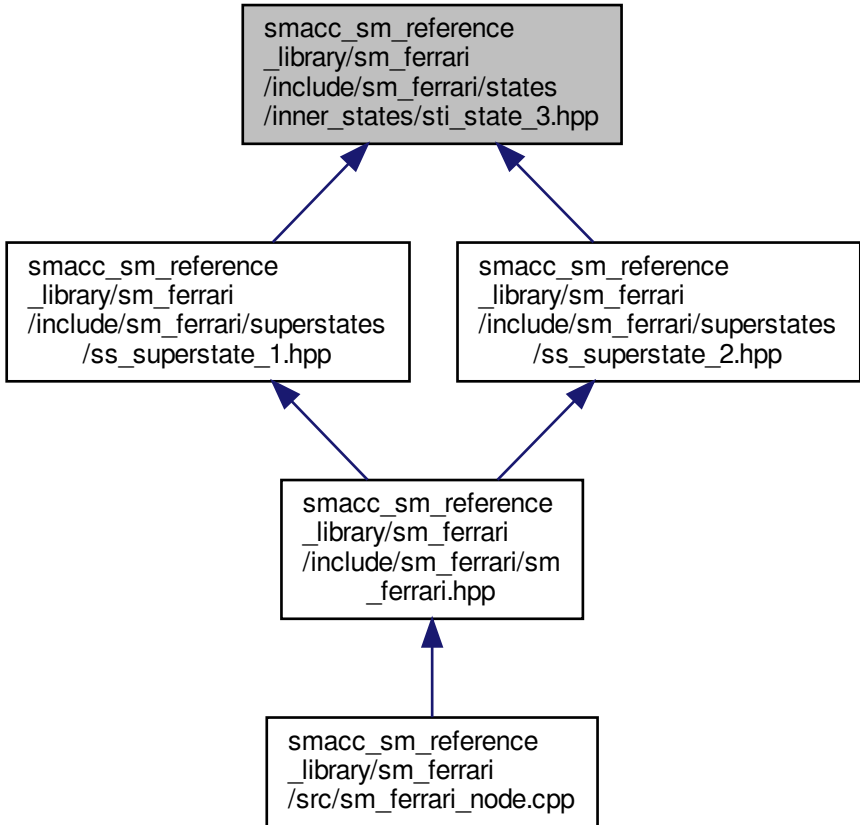 smacc_sm_reference
_library/sm_ferrari
/include/sm_ferrari/states
/inner_states/sti_state_3.hpp
smacc_sm_reference
_library/sm_ferrari
/include/sm_ferrari/superstates
/ss_superstate_1.hpp
smacc_sm_reference
_library/sm_ferrari
/include/sm_ferrari/superstates
/ss_superstate_2.hpp
smacc_sm_reference
_library/sm_ferrari
/include/sm_ferrari/sm
_ferrari.hpp
smacc_sm_reference
_library/sm_ferrari
/src/sm_ferrari_node.cpp